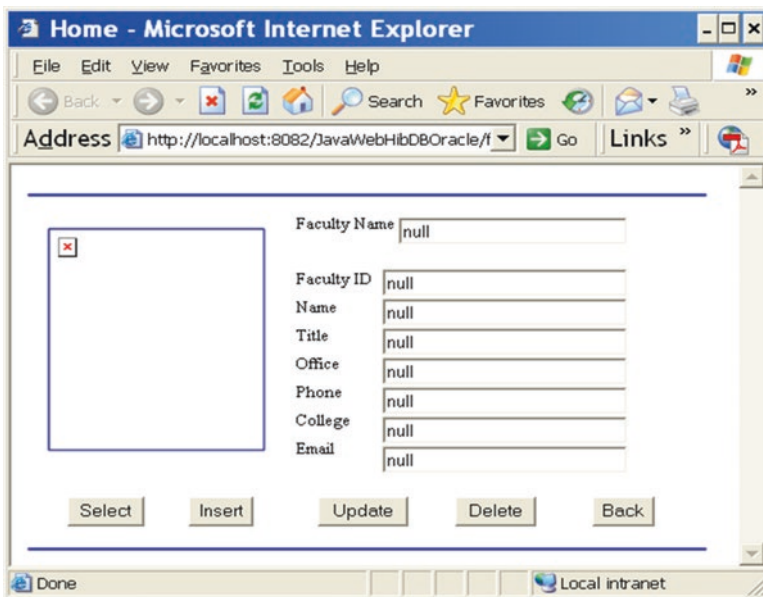 Home - Microsoft Internet Explorer
File Edit View Favorites Tools Help
Back Search Favorites »
Address http://localhost:8082/JavaWebHibDBOracle/f Go Links »
Faculty Name null
Faculty ID null
Name null
Title null
Office null
Phone null
College null
Email null
Select Insert Update Delete Back
Done Local intranet